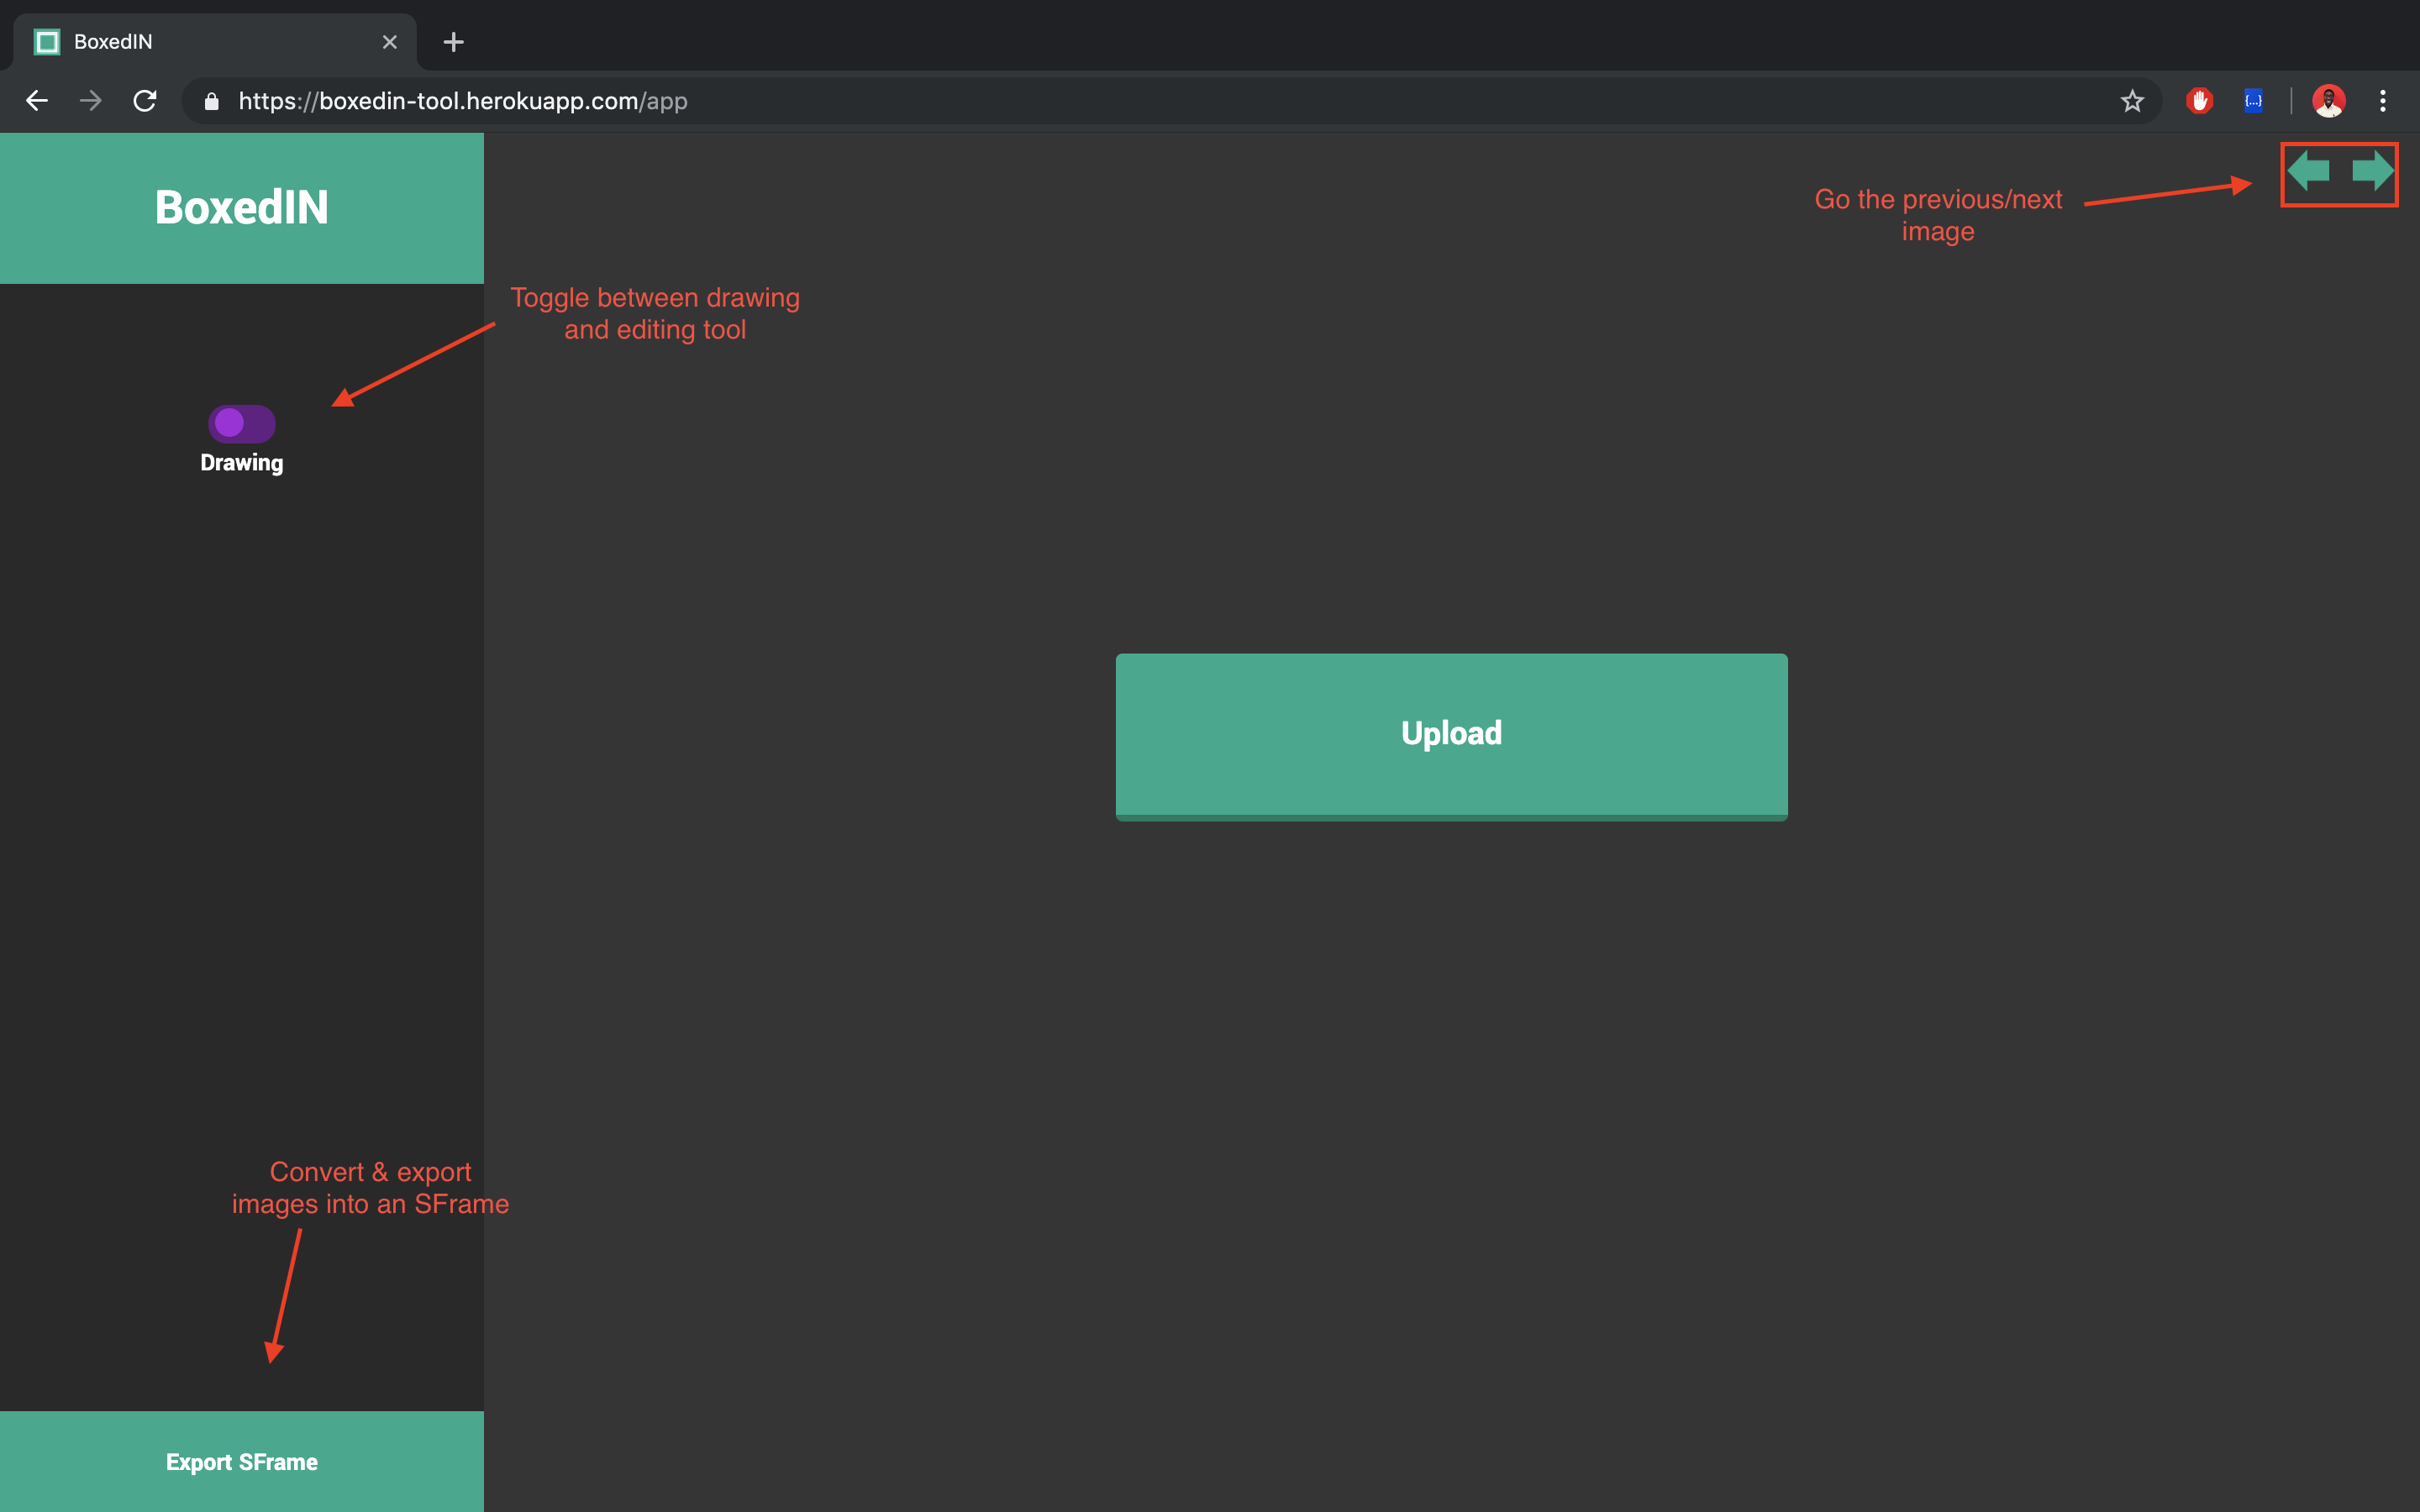 BoxedIN
https://boxedin-tool.herokuapp.com/app
{...}
BoxedIN
Go the previous/next
image
Toggle between drawing
and editing tool
Drawing
Upload
Convert & export
images into an SFrame
Export SFrame